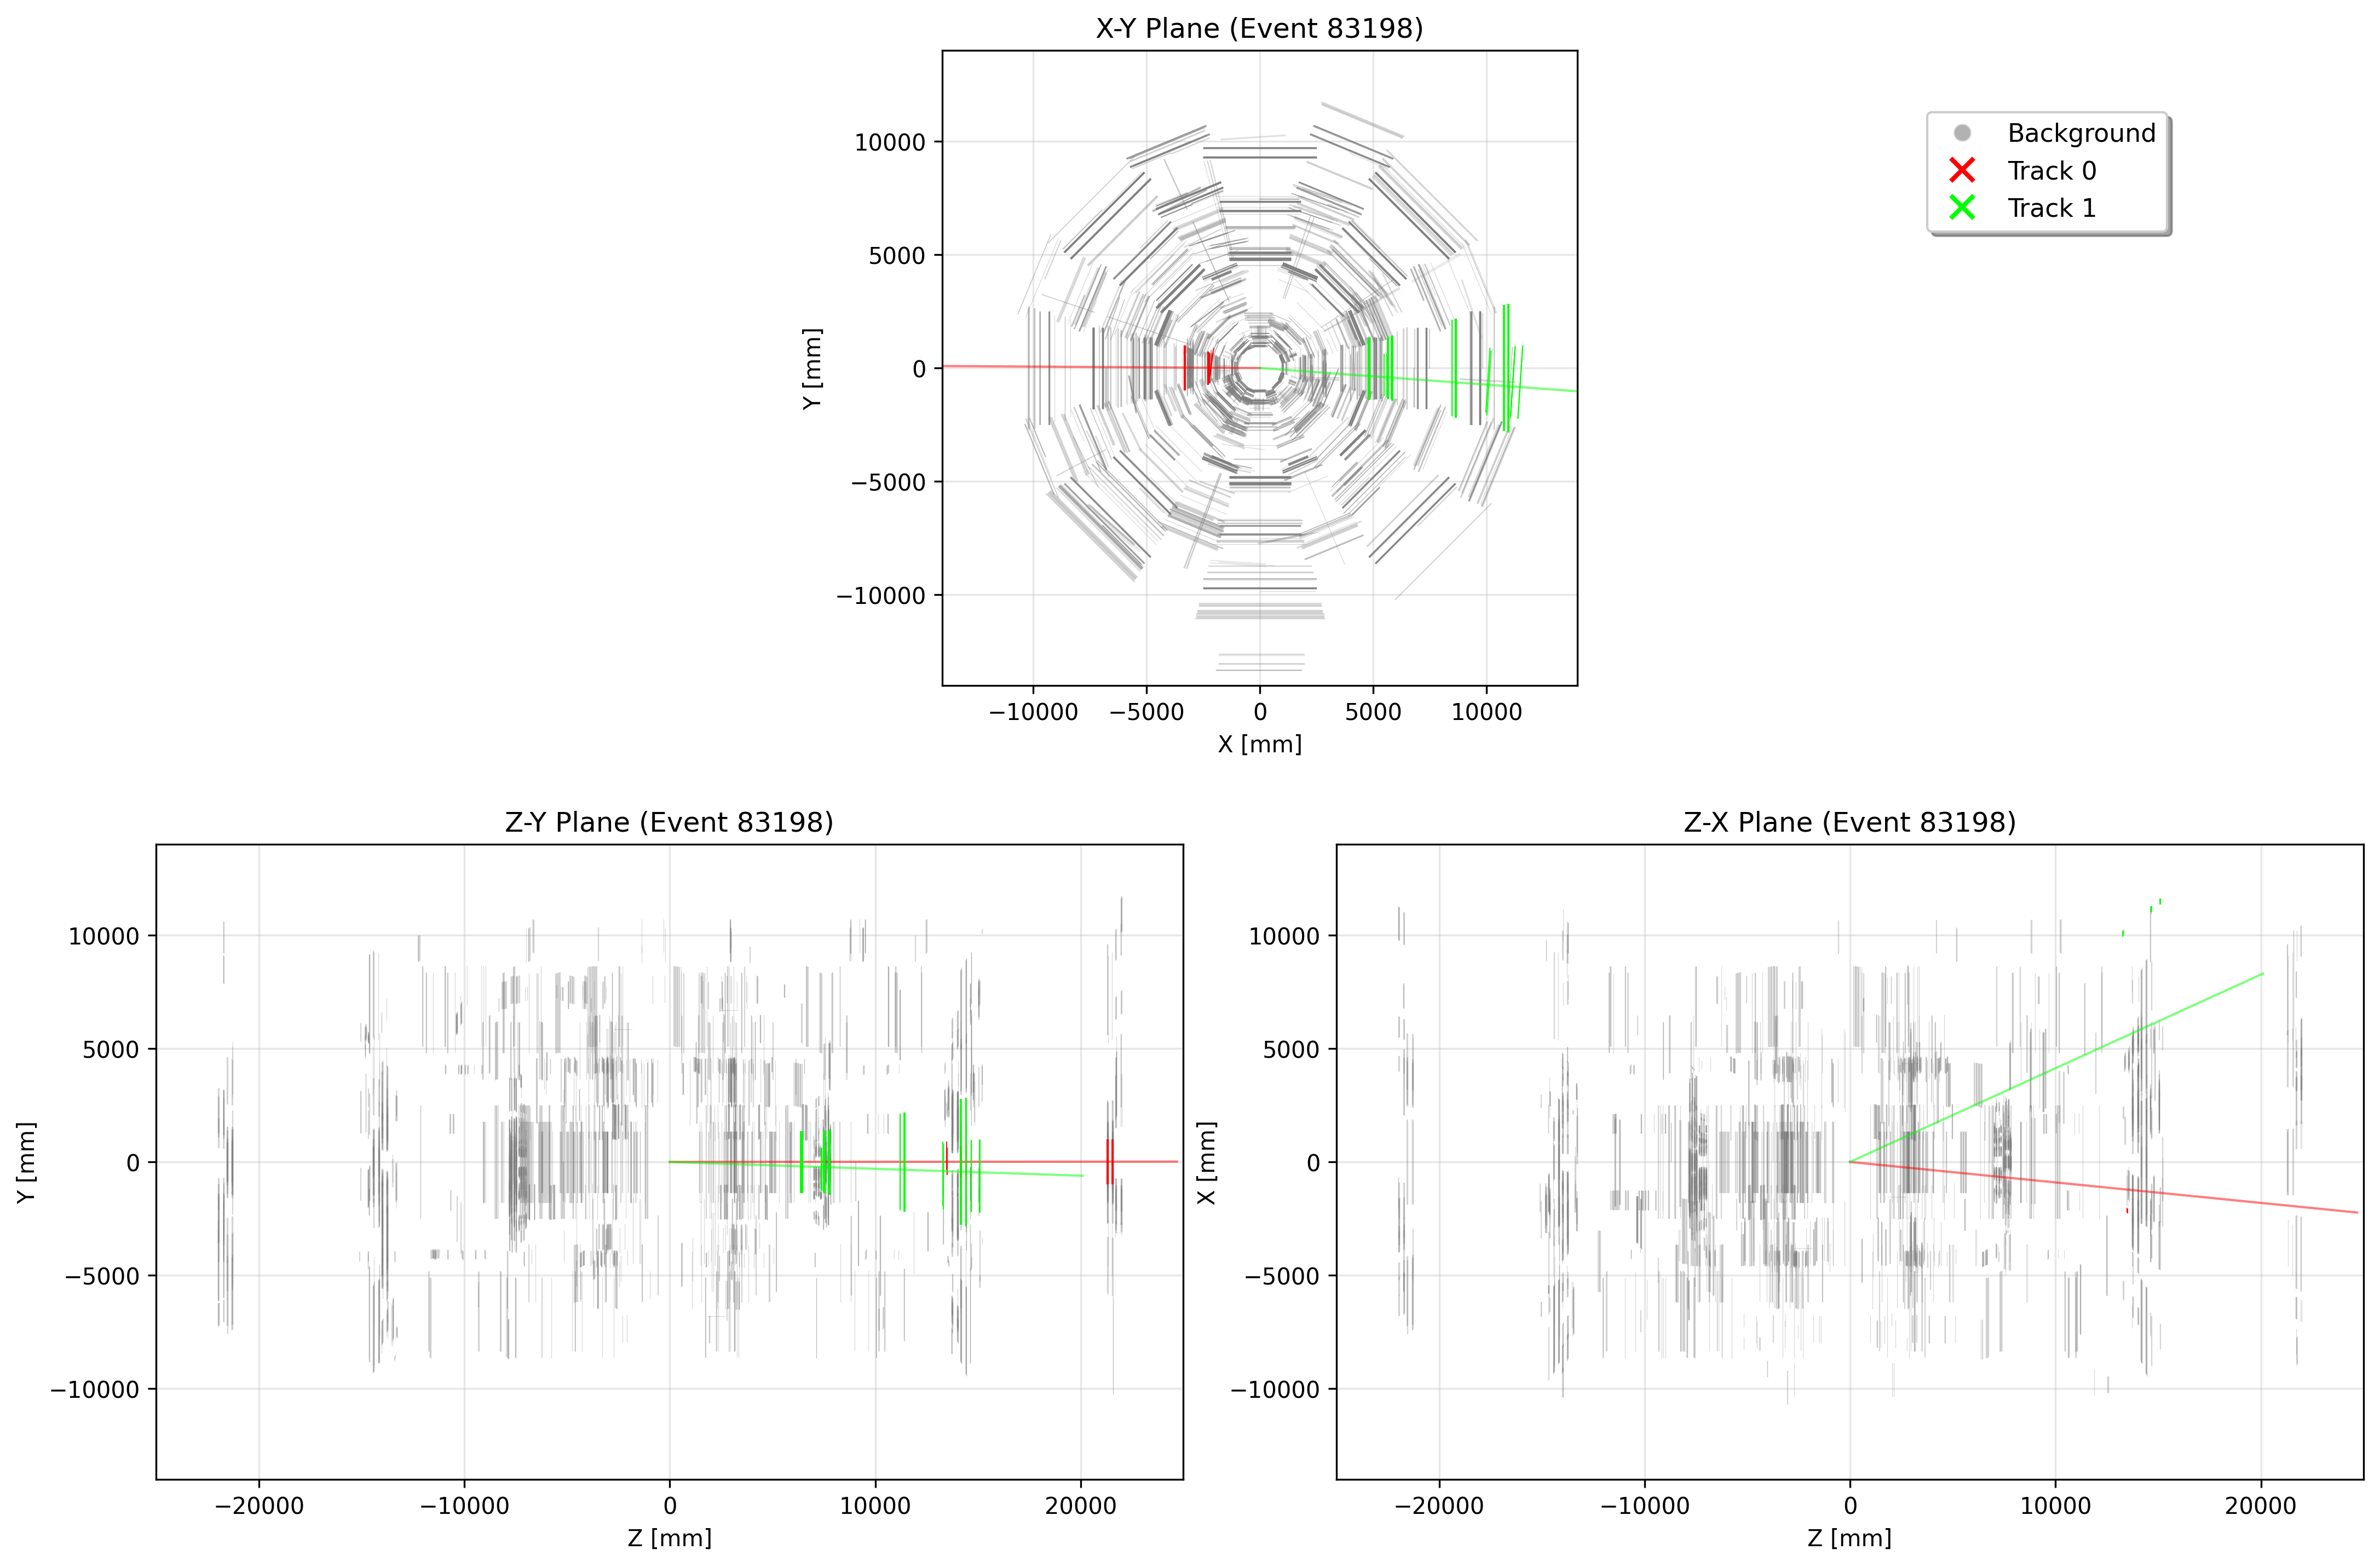 X-Y Plane (Event 83198)
Background
Track 0
Track 1
10000
5000
0
−5000
−10000
Y [mm]
−10000 −5000 0 5000 10000
X [mm]
Z-Y Plane (Event 83198)
10000
5000
0
−5000
−10000
Y [mm]
−20000 −10000 0 10000 20000
Z [mm]
Z-X Plane (Event 83198)
10000
5000
0
−5000
−10000
X [mm]
−20000 −10000 0 10000 20000
Z [mm]